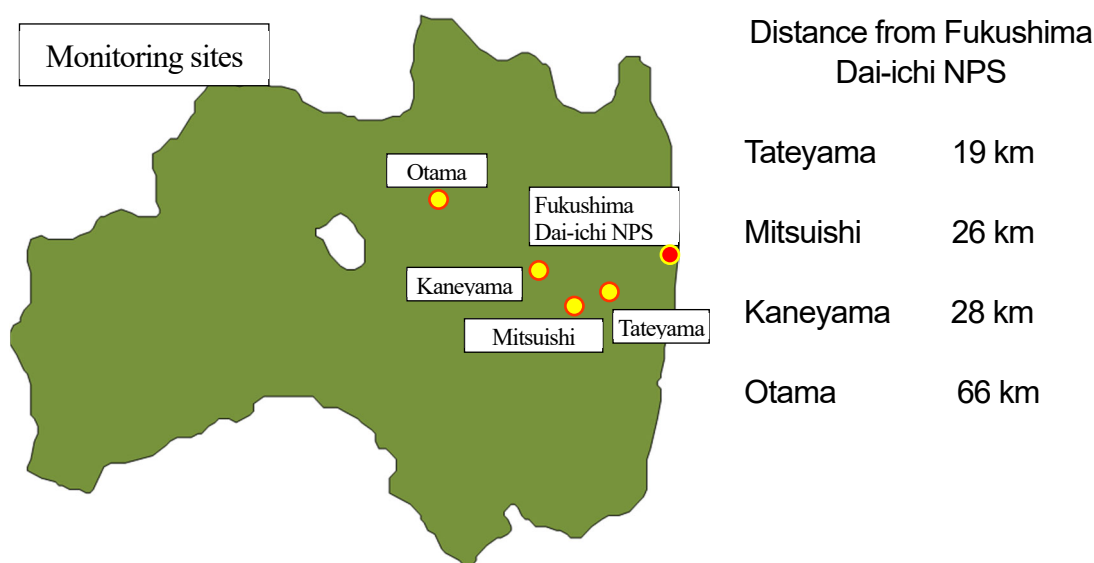 Monitoring sites
Otama
Fukushima
Dai-ichi NPS
Kaneyama
Mitsuishi
Tateyama
Distance from Fukushima
Dai-ichi NPS
Tateyama 19 km
Mitsuishi 26 km
Kaneyama 28 km
Otama 66 km